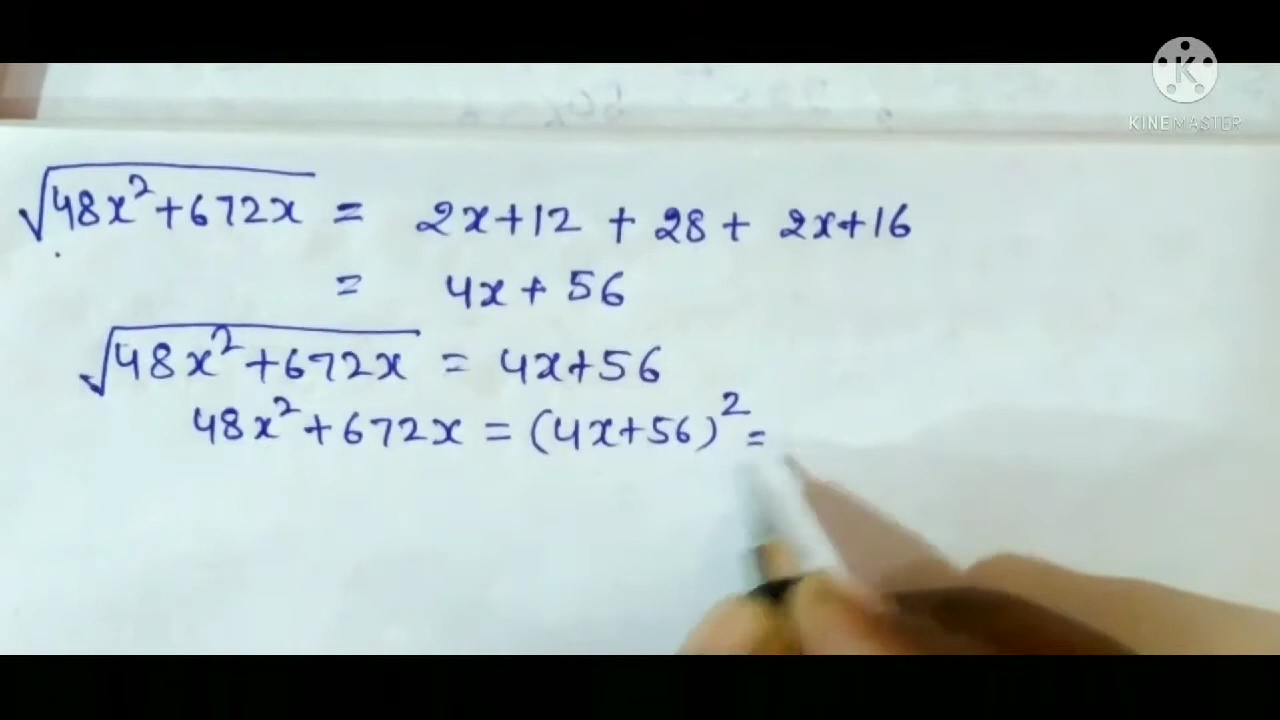 KINEMASTER
√48x²+672x = 2x+12 + 28 + 2x+16
= 4x + 56
√48x²+672x = 4x+56
48x²+672x = (4x+56)² =